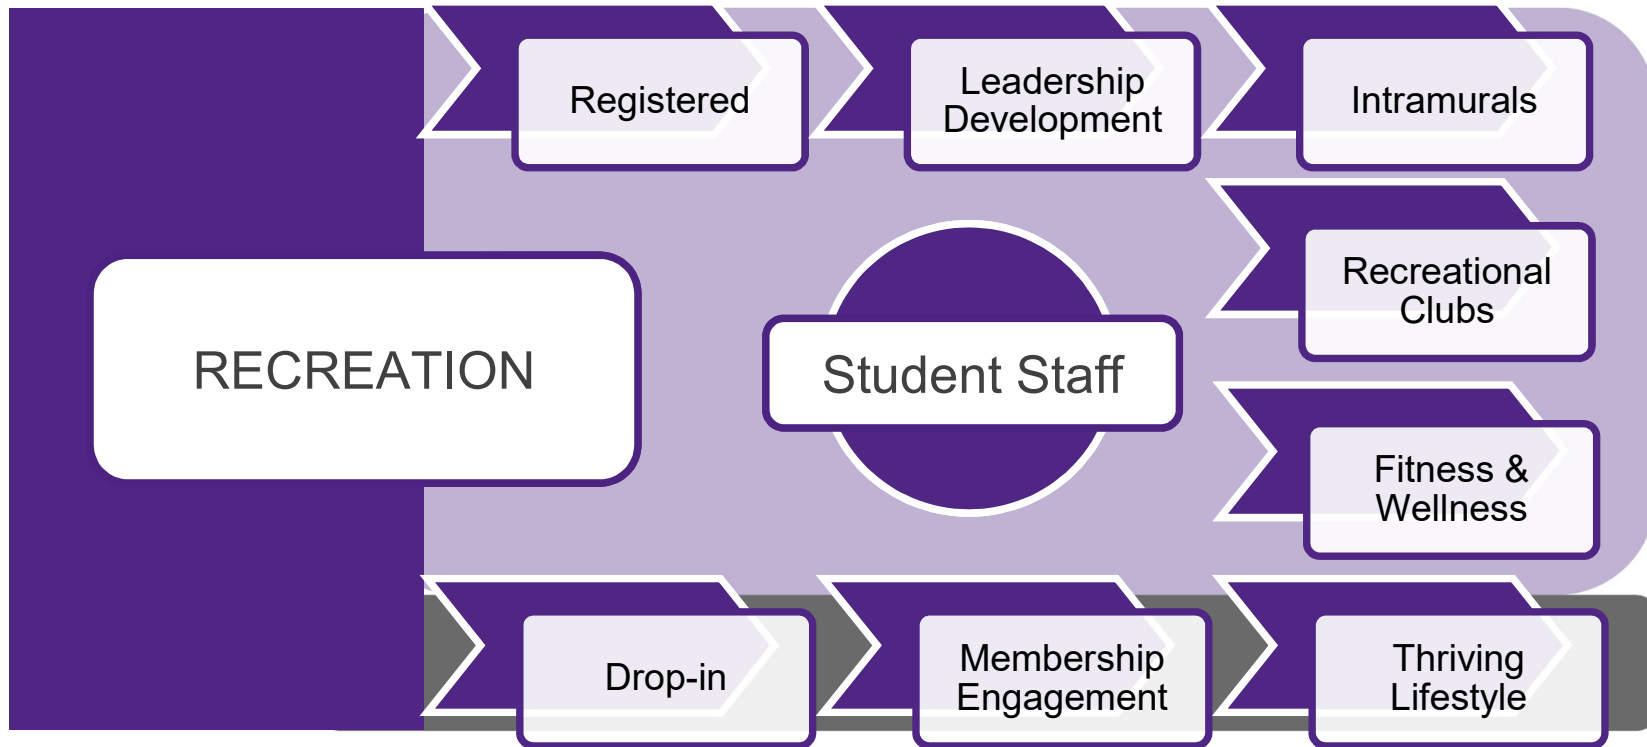 Registered
Leadership
Development
Intramurals
Recreational
Clubs
RECREATION
Student Staff
Fitness &
Wellness
Drop-in
Membership
Engagement
Thriving
Lifestyle